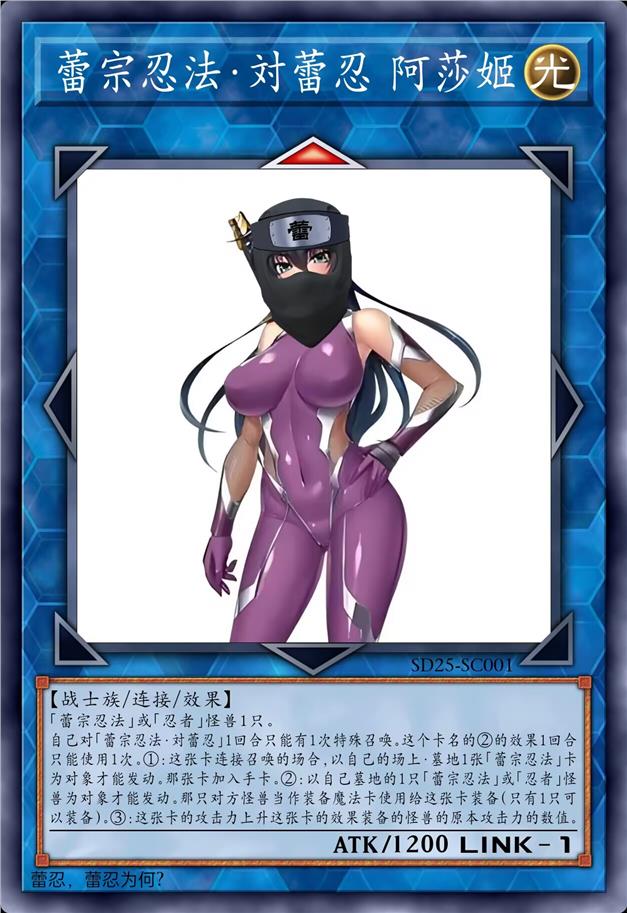 蕾宗忍法·対蕾忍 阿莎姬
光
蕾
SD25-SC001
【战士族/连接/效果】
「蕾宗忍法」或「忍者」怪兽1只。
自己对「蕾宗忍法·対蕾忍」1回合只能有1次特殊召唤。这个卡名的②的效果1回合
只能使用1次。①:这张卡连接召唤的场合,以自己的场上·墓地1张「蕾宗忍法」卡
为对象才能发动。那张卡加入手卡。②:以自己墓地的1只「蕾宗忍法」或「忍者」怪
兽为对象才能发动。那只对方怪兽当作装备魔法卡使用给这张卡装备(只有1只可
以装备)。③:这张卡的攻击力上升这张卡的效果装备的怪兽的原本攻击力的数值。
ATK/1200 LINK-1
蕾忍，蕾忍为何?